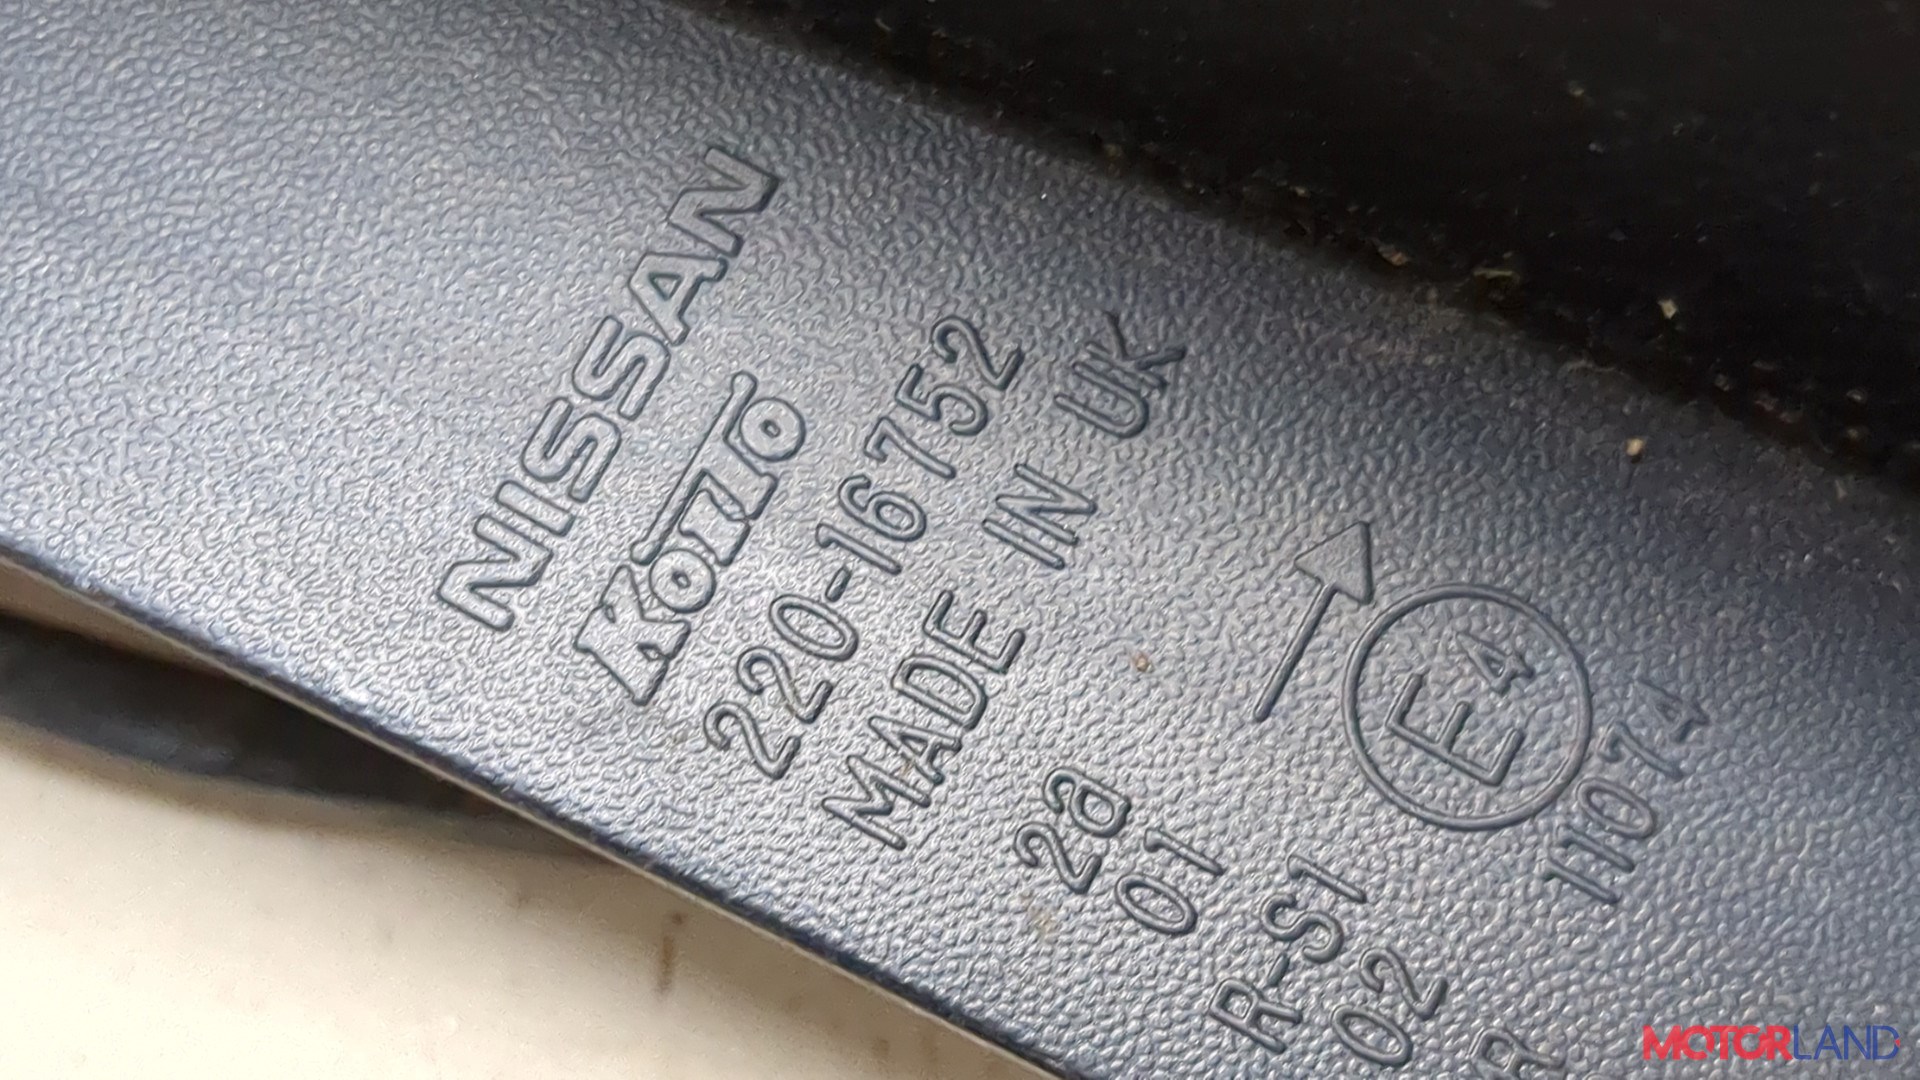 NISSAN
KOITO
220-16752
MADE IN UK
2a
01
E4
11074
R-S1
02
R
MOTORLAND